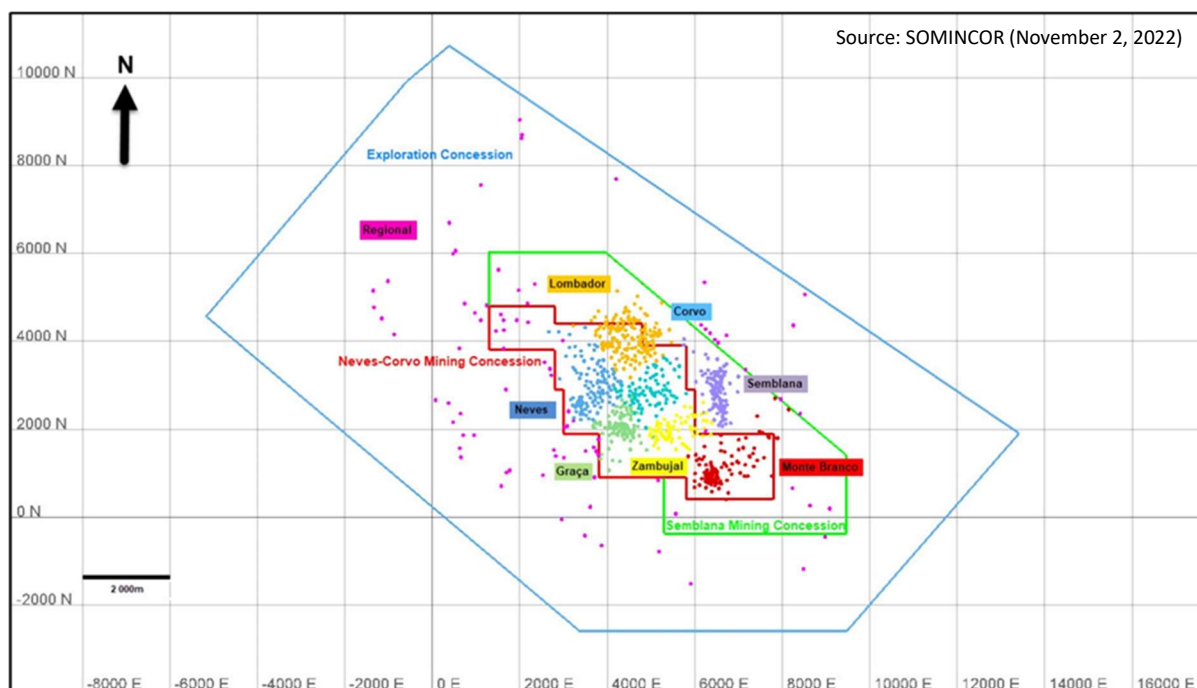 Source: SOMINCOR (November 2, 2022)
N
10000 N
Exploration Concession
8000 N
Regional
6000 N
Lombador
Corvo
4000 N
Neves-Corvo Mining Concession
Semblana
Neves
2000 N
Graça
Zambujal
Monte Branco
0 N
Semblana Mining Concession
2 000m
-2000 N
-8000 E
-6000 E
-4000 E
-2000 E
0 E
2000 E
4000 E
6000 E
8000 E
10000 E
12000 E
14000 E
16000 E